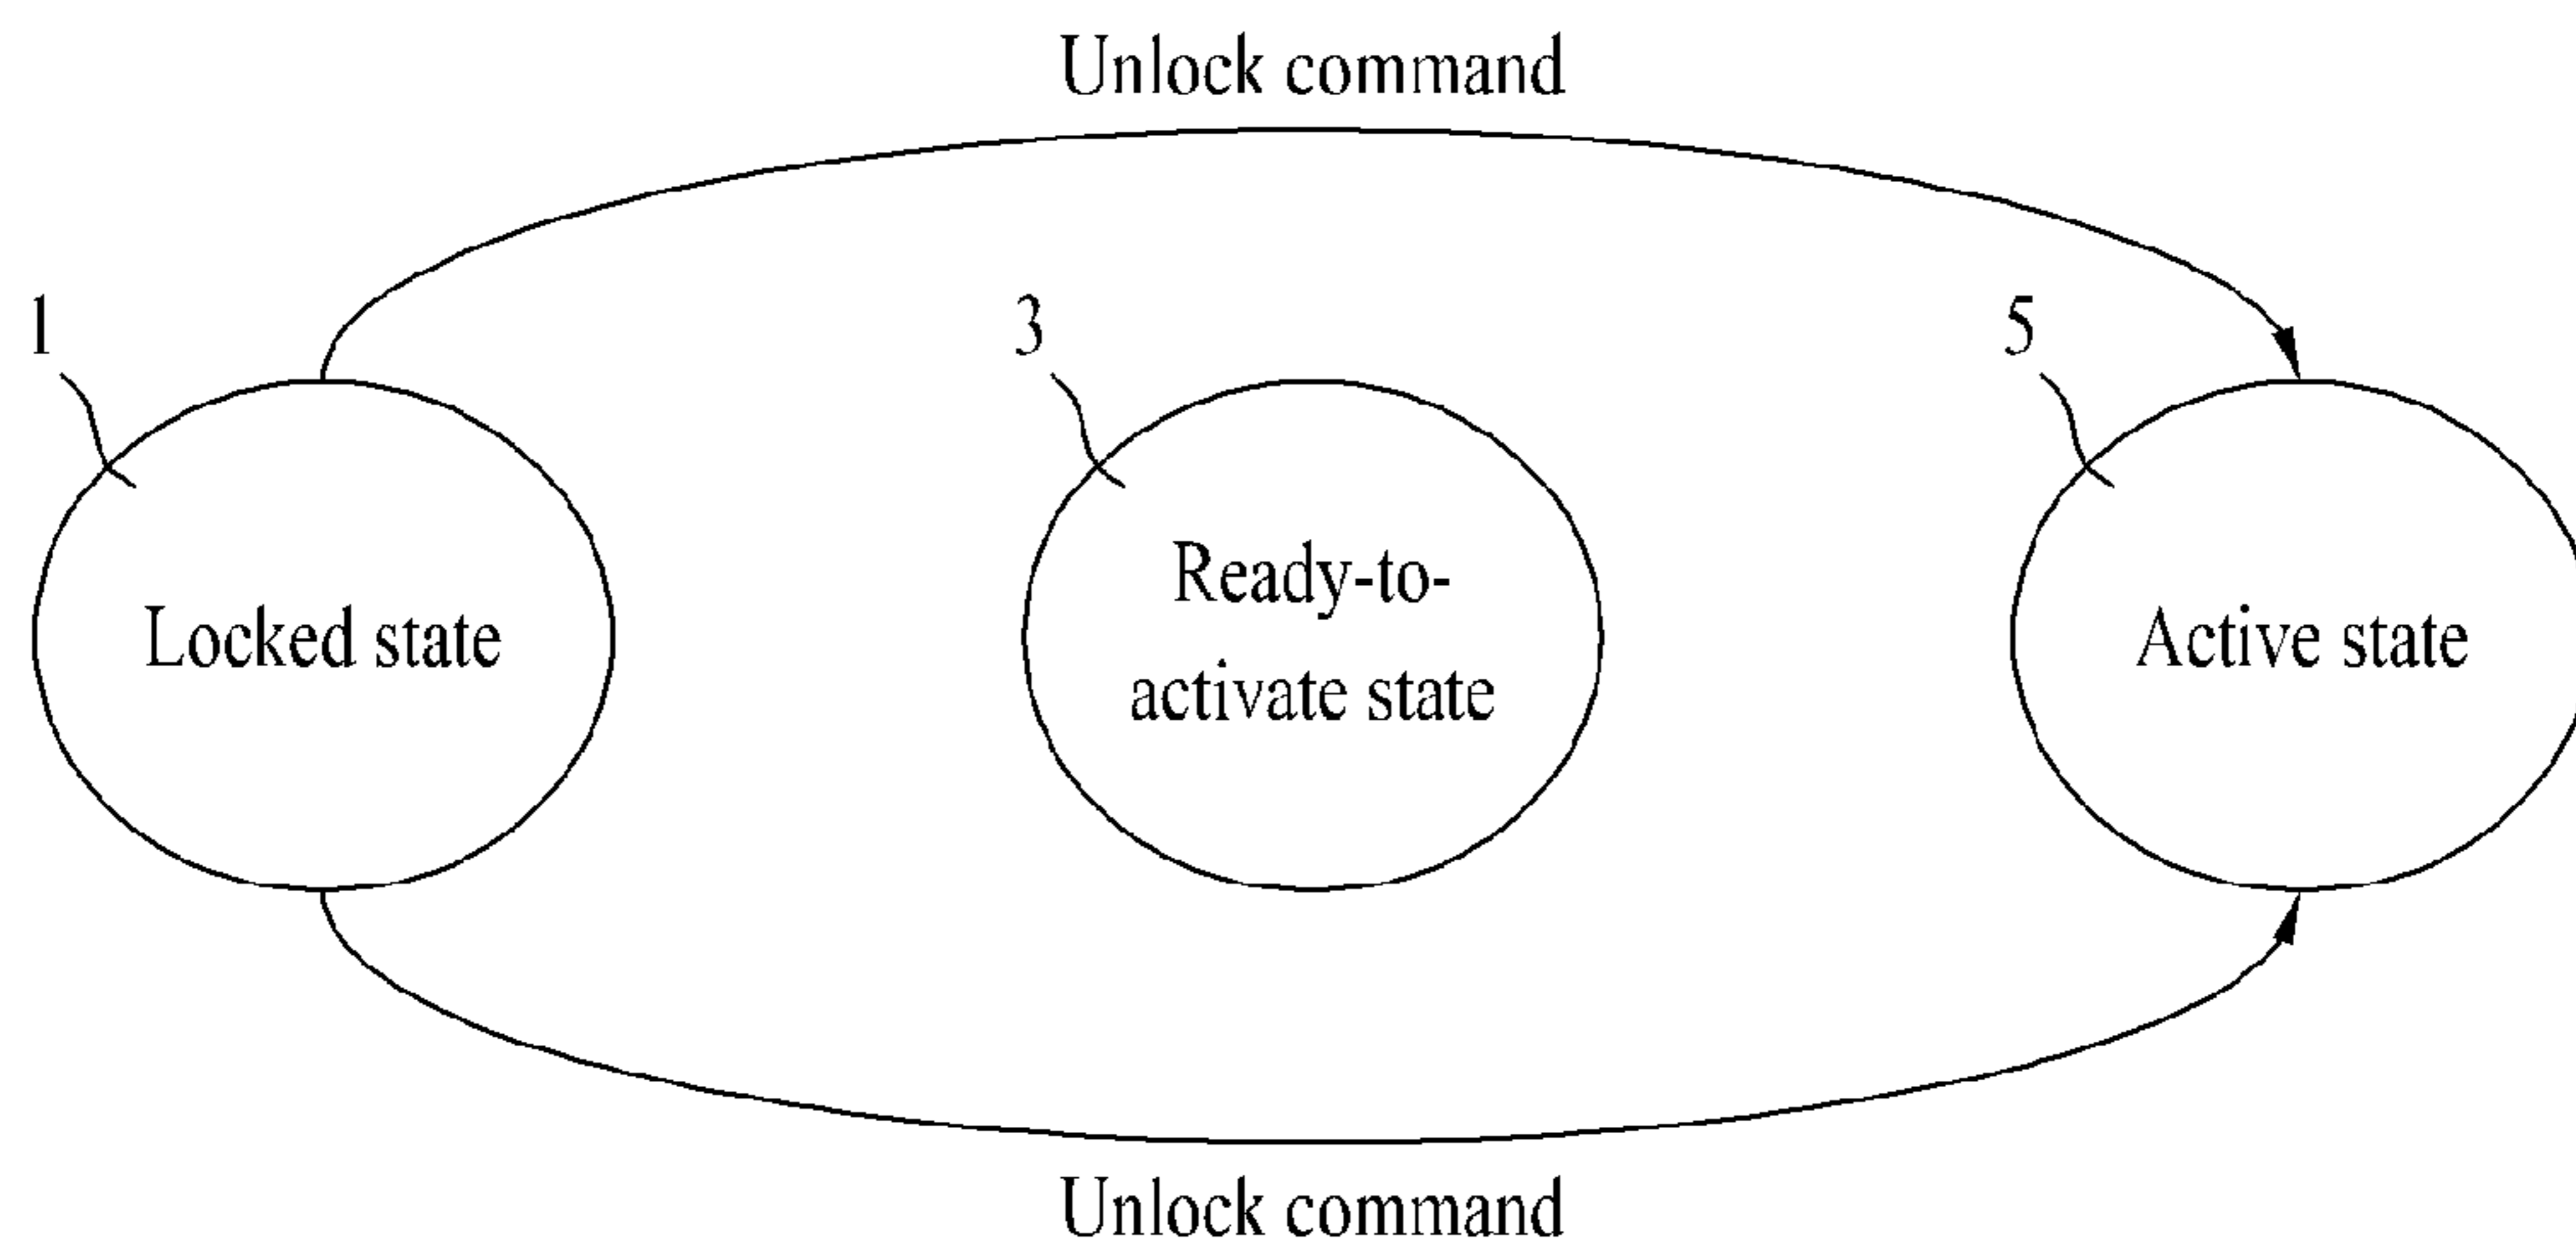 Unlock command
1
3
5
Locked state
Ready-to-
activate state
Active state
Unlock command